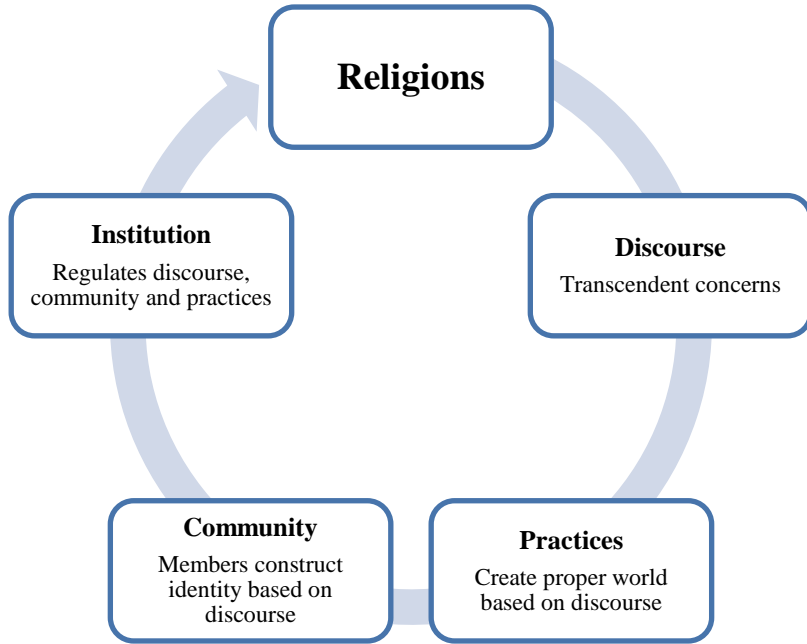 Religions
Discourse
Transcendent concerns
Practices
Create proper world
based on discourse
Community
Members construct
identity based on
discourse
Institution
Regulates discourse,
community and practices